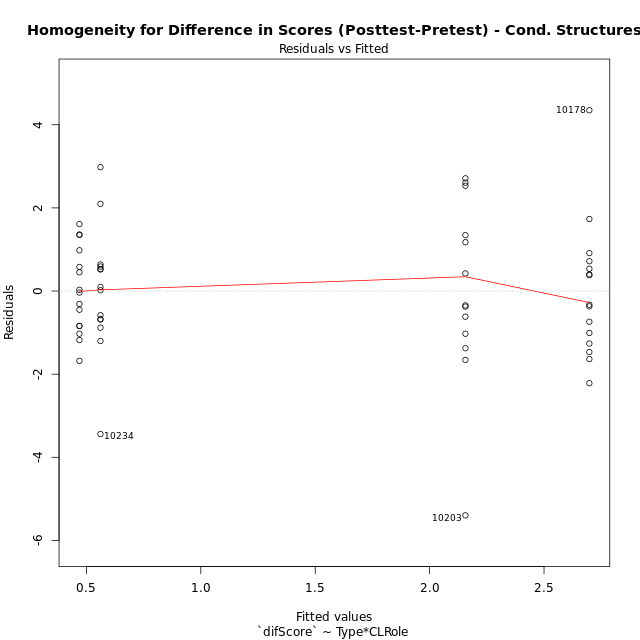 Homogeneity for Difference in Scores (Posttest-Pretest) - Cond. Structures
Residuals vs Fitted
10178
4
2
0
-2
-4
-6
Residuals
10234
10203
0.5 1.0 1.5 2.0 2.5
Fitted values
`difScore` ~ Type*CLRole